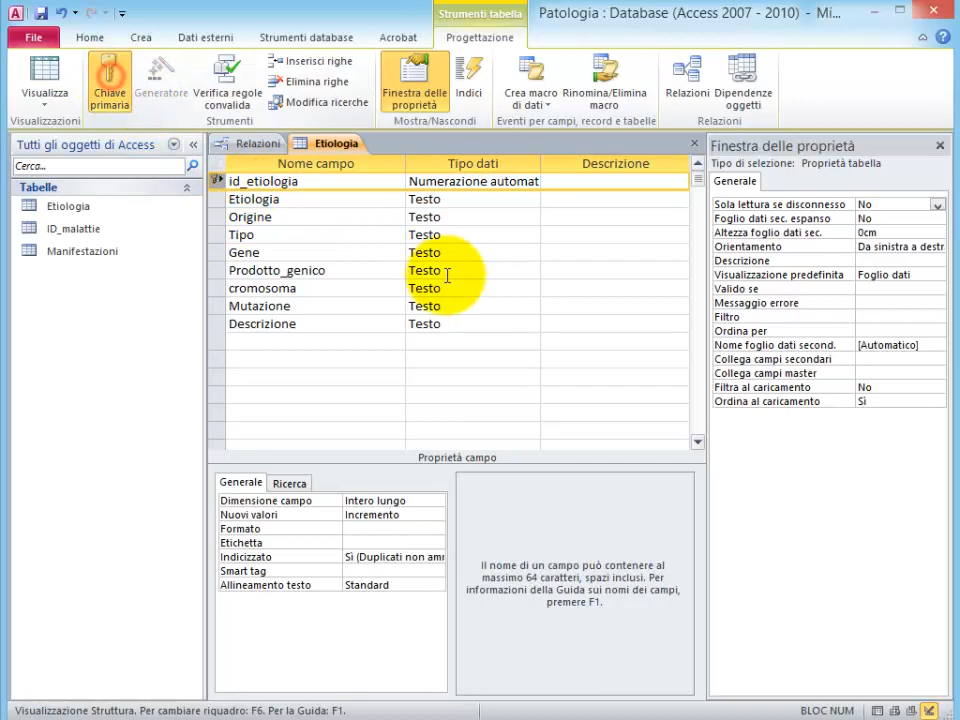 Strumenti tabella
Patologia : Database (Access 2007 - 2010) - Mi...
File
Home
Crea
Dati esterni
Strumenti database
Acrobat
Progettazione
Visualizza
Chiave primaria
Generatore
Verifica regole convalida
Inserisci righe
Elimina righe
Modifica ricerche
Finestra delle proprietà
Indici
Crea macro di dati
Rinomina/Elimina macro
Relazioni
Dipendenze oggetti
Visualizzazioni
Strumenti
Mostra/Nascondi
Eventi per campi, record e tabelle
Relazioni
Tutti gli oggetti di Access
Cerca...
Tabelle
Etiologia
ID_malattie
Manifestazioni
Relazioni
Etiologia
Nome campo Tipo dati Descrizione
id_etiologia Numerazione automat
Etiologia Testo
Origine Testo
Tipo Testo
Gene Testo
Prodotto_genico Testo
cromosoma Testo
Mutazione Testo
Descrizione Testo
Proprietà campo
Generale Ricerca
Dimensione campo Intero lungo
Nuovi valori Incremento
Formato
Etichetta
Indicizzato Sì (Duplicati non amr
Smart tag
Allineamento testo Standard
Il nome di un campo può contenere al
massimo 64 caratteri, spazi inclusi. Per
informazioni della Guida sui nomi dei campi,
premere F1.
Finestra delle proprietà
Tipo di selezione: Proprietà tabella
Generale
Sola lettura se disconnesso No
Foglio dati sec. espanso No
Altezza foglio dati sec. 0cm
Orientamento Da sinistra a destr
Descrizione
Visualizzazione predefinita Foglio dati
Valido se
Messaggio errore
Filtro
Ordina per
Nome foglio dati second. [Automatico]
Collega campi secondari
Collega campi master
Filtra al caricamento No
Ordina al caricamento Sì
Visualizzazione Struttura. Per cambiare riquadro: F6. Per la Guida: F1.
BLOC NUM